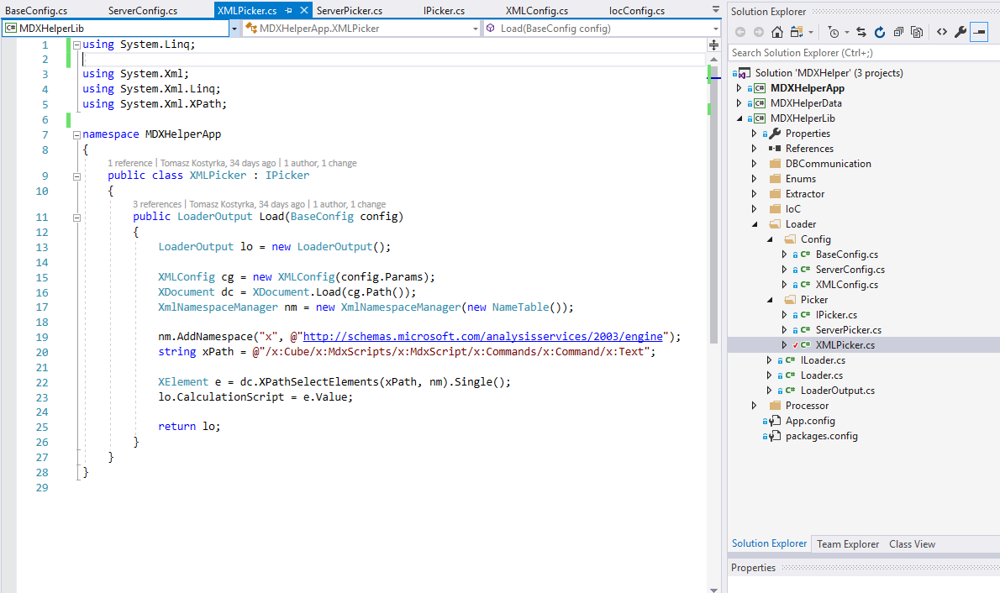 BaseConfig.cs ServerConfig.cs XMLPicker.cs ServerPicker.cs IPicker.cs XMLConfig.cs IocConfig.cs
C# MDXHelperLib MDXHelperApp.XMLPicker Load(BaseConfig config)
1 using System.Linq;
2
3 using System.Xml;
4 using System.Xml.Linq;
5 using System.Xml.XPath;
6
7 namespace MDXHelperApp
8 {
1 reference | Tomasz Kostyrka, 34 days ago | 1 author, 1 change
9 public class XMLPicker : IPicker
10 {
3 references | Tomasz Kostyrka, 34 days ago | 1 author, 1 change
11 public LoaderOutput Load(BaseConfig config)
12 {
13 LoaderOutput lo = new LoaderOutput();
14
15 XMLConfig cg = new XMLConfig(config.Params);
16 XDocument dc = XDocument.Load(cg.Path());
17 XmlNamespaceManager nm = new XmlNamespaceManager(new NameTable());
18
19 nm.AddNamespace("x", @"http://schemas.microsoft.com/analysisservices/2003/engine");
20 string xPath = @"/x:Cube/x:MdxScripts/x:MdxScript/x:Commands/x:Command/x:Text";
21
22 XElement e = dc.XPathSelectElements(xPath, nm).Single();
23 lo.CalculationScript = e.Value;
24
25 return lo;
26 }
27 }
28 }
29
Solution Explorer
Search Solution Explorer (Ctrl+;)
Solution 'MDXHelper' (3 projects)
C# MDXHelperApp
C# MDXHelperData
C# MDXHelperLib
Properties
References
DBCommunication
Enums
Extractor
IoC
Loader
Config
C# BaseConfig.cs
C# ServerConfig.cs
C# XMLConfig.cs
Picker
C# IPicker.cs
C# ServerPicker.cs
C# XMLPicker.cs
C# ILoader.cs
C# Loader.cs
C# LoaderOutput.cs
Processor
App.config
packages.config
Solution Explorer Team Explorer Class View
Properties